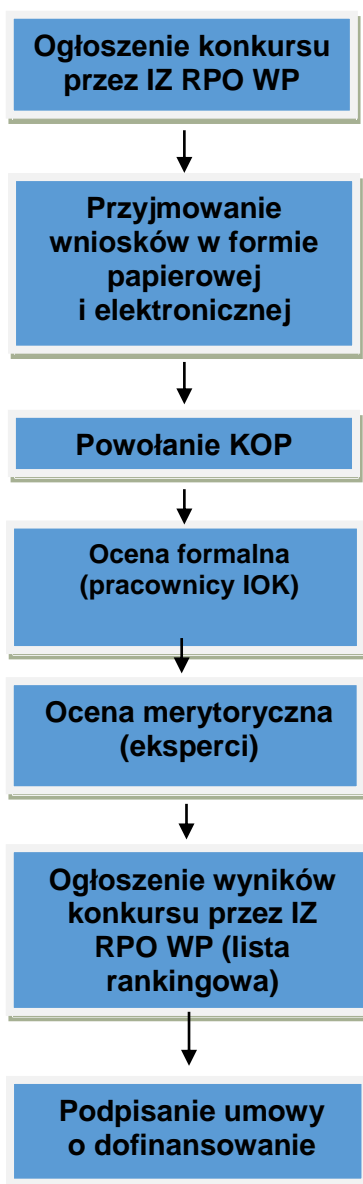 Ogłoszenie konkursu
przez IZ RPO WP
Przyjmowanie
wniosków w formie
papierowej
i elektronicznej
Powołanie KOP
Ocena formalna
(pracownicy IOK)
Ocena merytoryczna
(eksperci)
Ogłoszenie wyników
konkursu przez IZ
RPO WP (lista
rankingowa)
Podpisanie umowy
o dofinansowanie